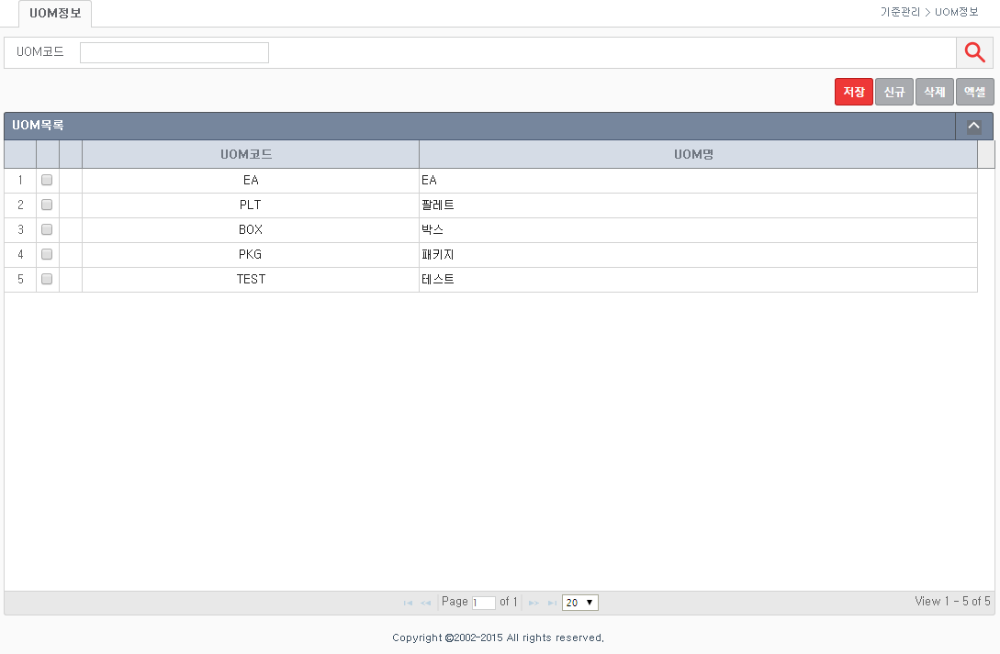 UOM정보
기준관리 > UOM정보
UOM코드
저장 신규 삭제 엑셀
UOM목록
UOM코드 UOM명
1 EA EA
2 PLT 팔레트
3 BOX 박스
4 PKG 패키지
5 TEST 테스트
Page 1 of 1 20 View 1 - 5 of 5
Copyright ©2002-2015 All rights reserved.